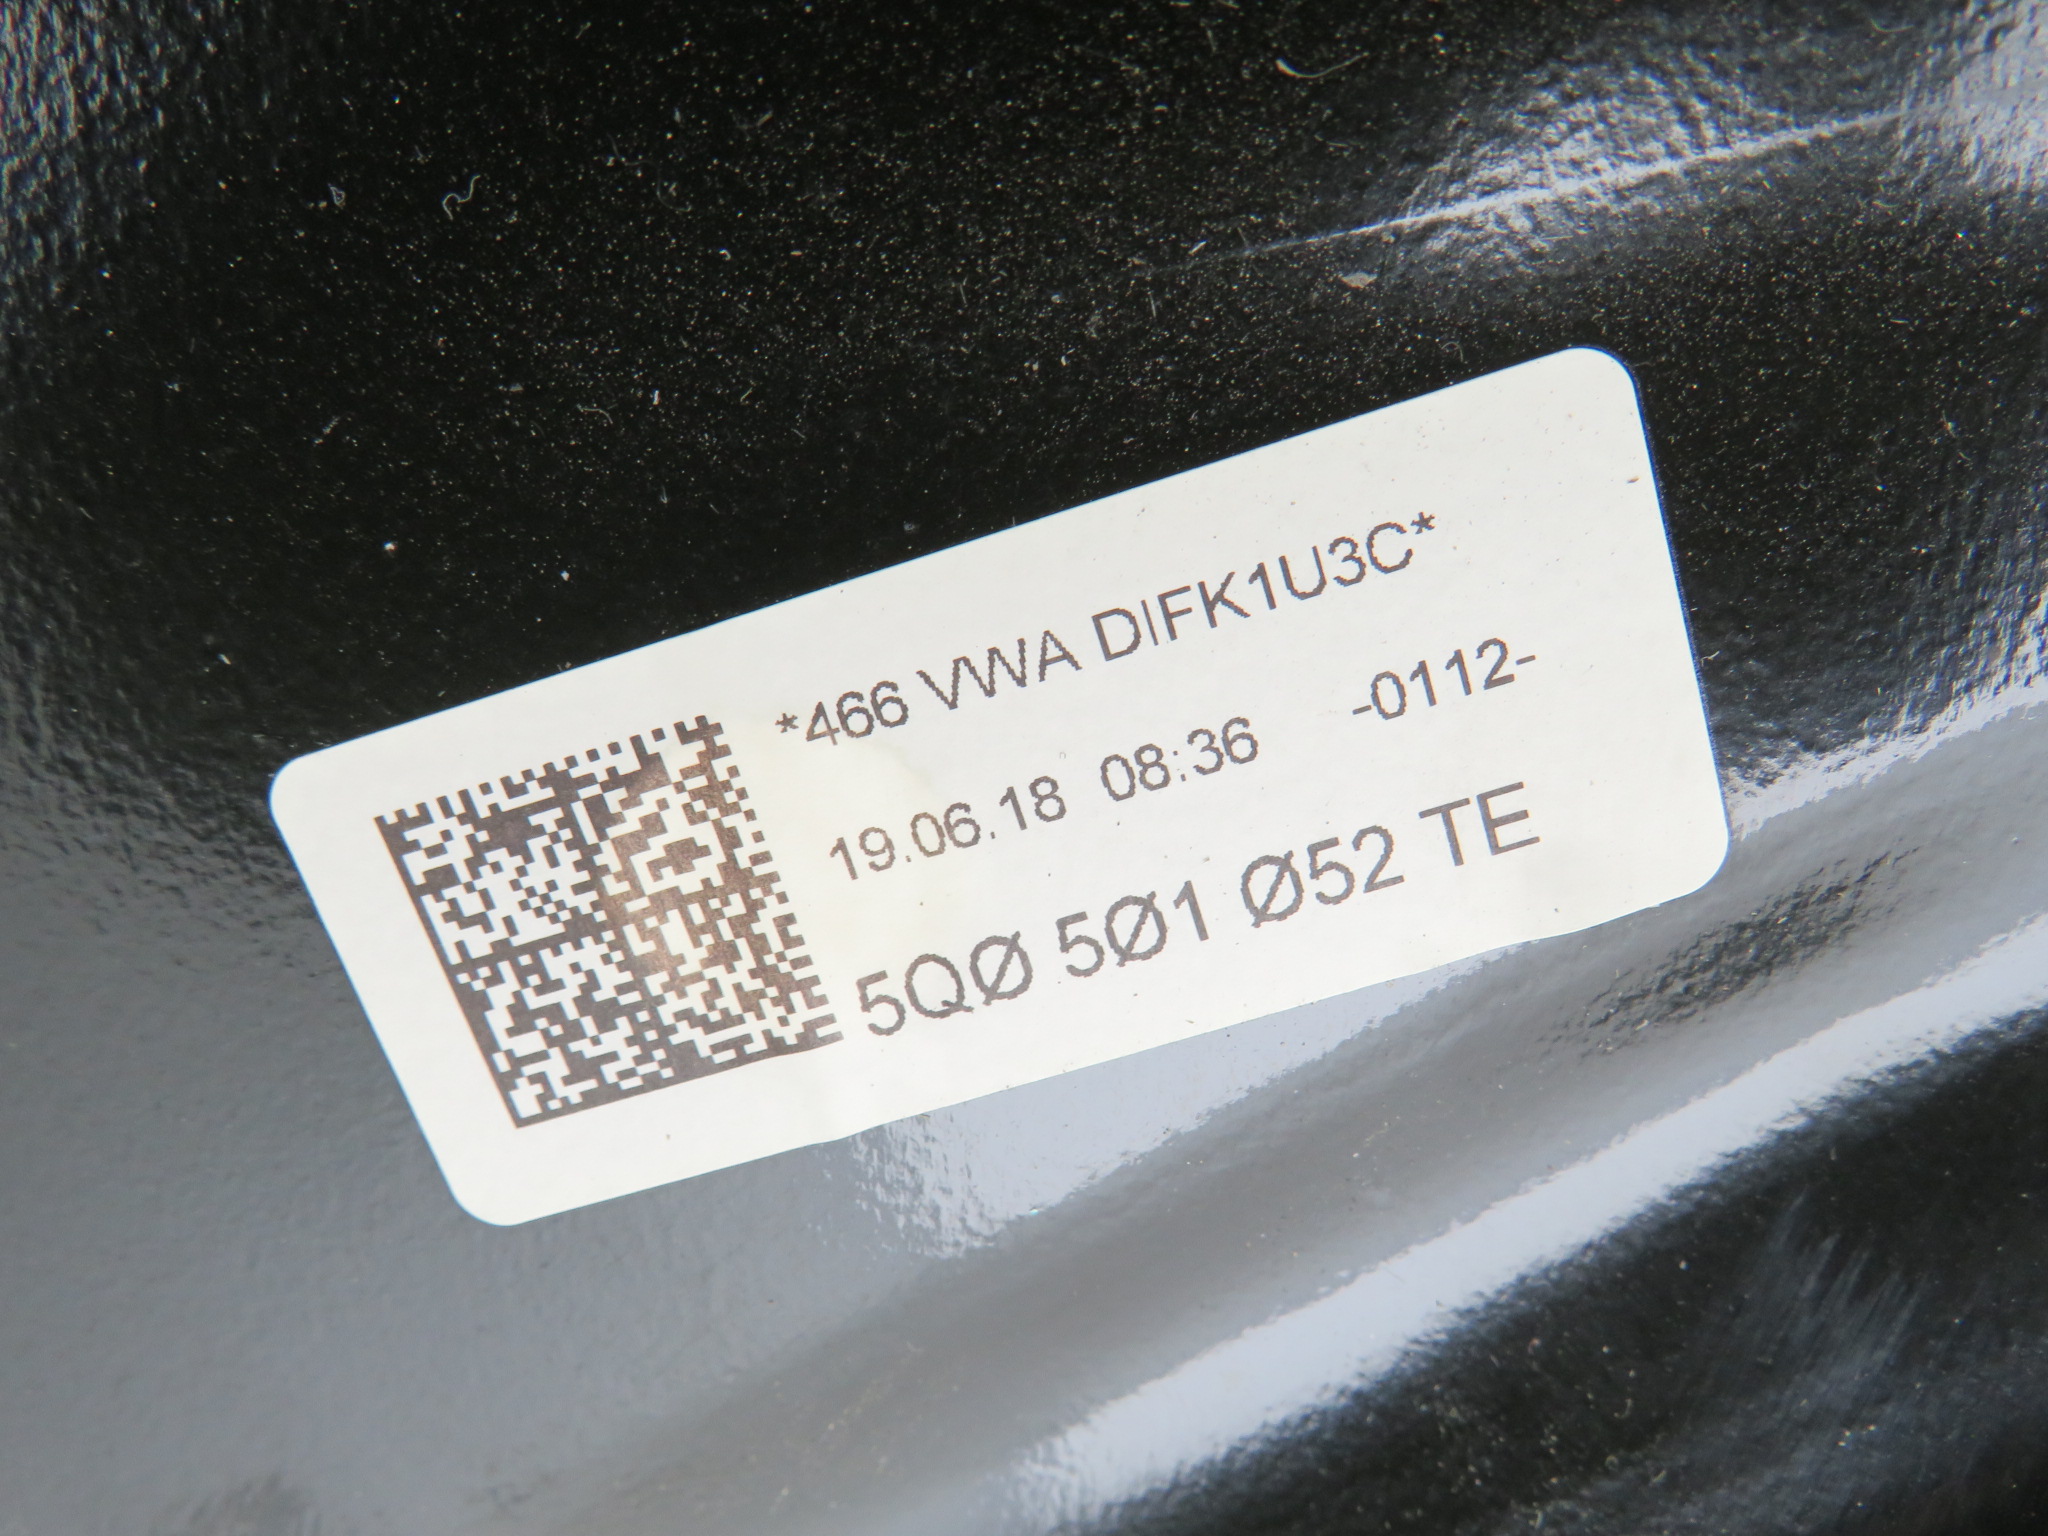 *466 VWA DIFK1U3C*
19.06.18 08:36 -0112-
5QØ 5Ø1 Ø52 TE